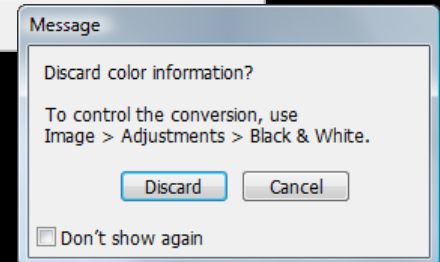 Message
Discard color information?
To control the conversion, use
Image > Adjustments > Black & White.
Discard
Cancel
Don't show again